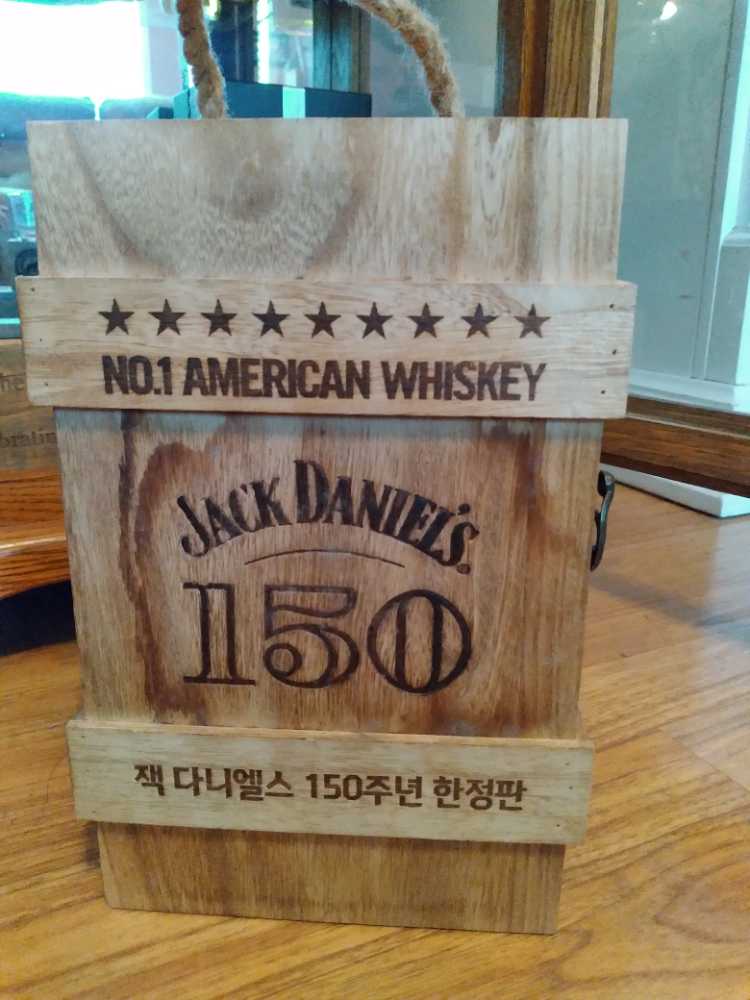 ★★★★★★★★★
NO.1 AMERICAN WHISKEY
JACK DANIEL'S®
150
잭 다니엘스 150주년 한정판